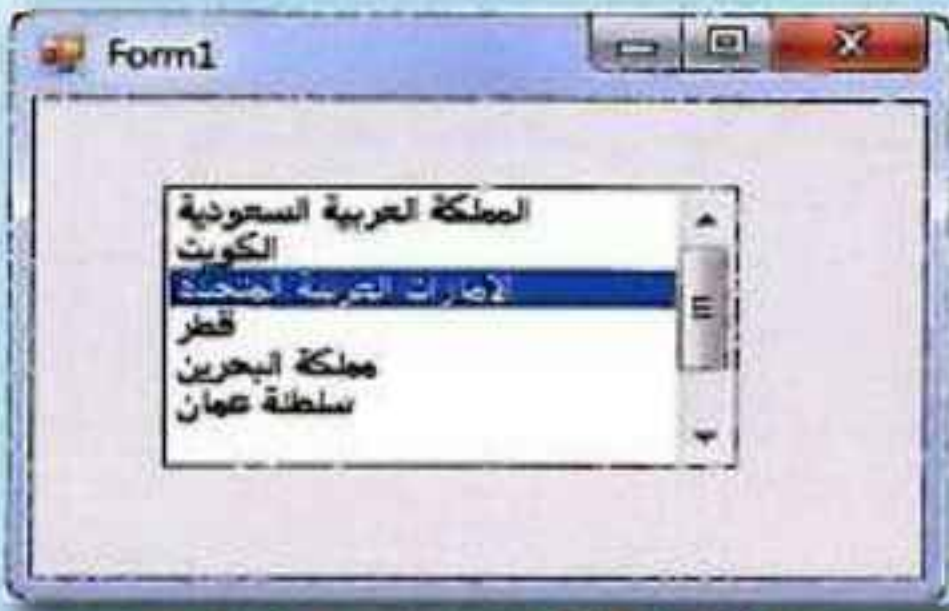 Form1
المملكة العربية السعودية
الكويت
الإمارات العربية المتحدة
قطر
مملكة البحرين
سلطنة عمان